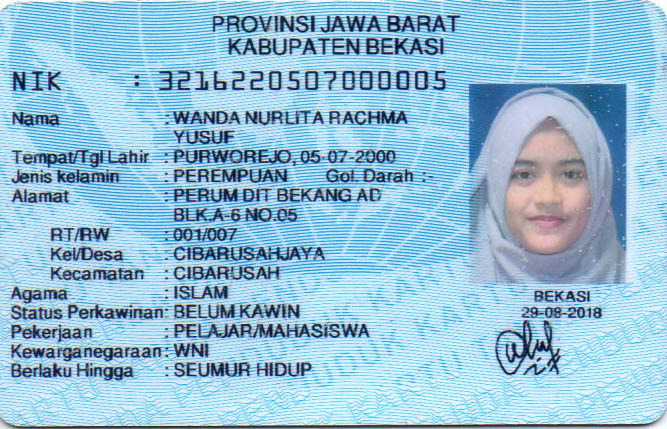 PROVINSI JAWA BARAT
KABUPATEN BEKASI
NIK : 3216220507000005
Nama : WANDA NURLITA RACHMA
YUSUF
Tempat/Tgl Lahir : PURWOREJO, 05-07-2000
Jenis kelamin : PEREMPUAN Gol. Darah :-
Alamat : PERUM DIT BEKANG AD
BLK.A-6 NO.05
RT/RW : 001/007
Kel/Desa : CIBARUSAHJAYA
Kecamatan : CIBARUSAH
Agama : ISLAM
Status Perkawinan: BELUM KAWIN
Pekerjaan : PELAJAR/MAHASISWA
Kewarganegaraan: WNI
Berlaku Hingga : SEUMUR HIDUP
BEKASI
29-08-2018